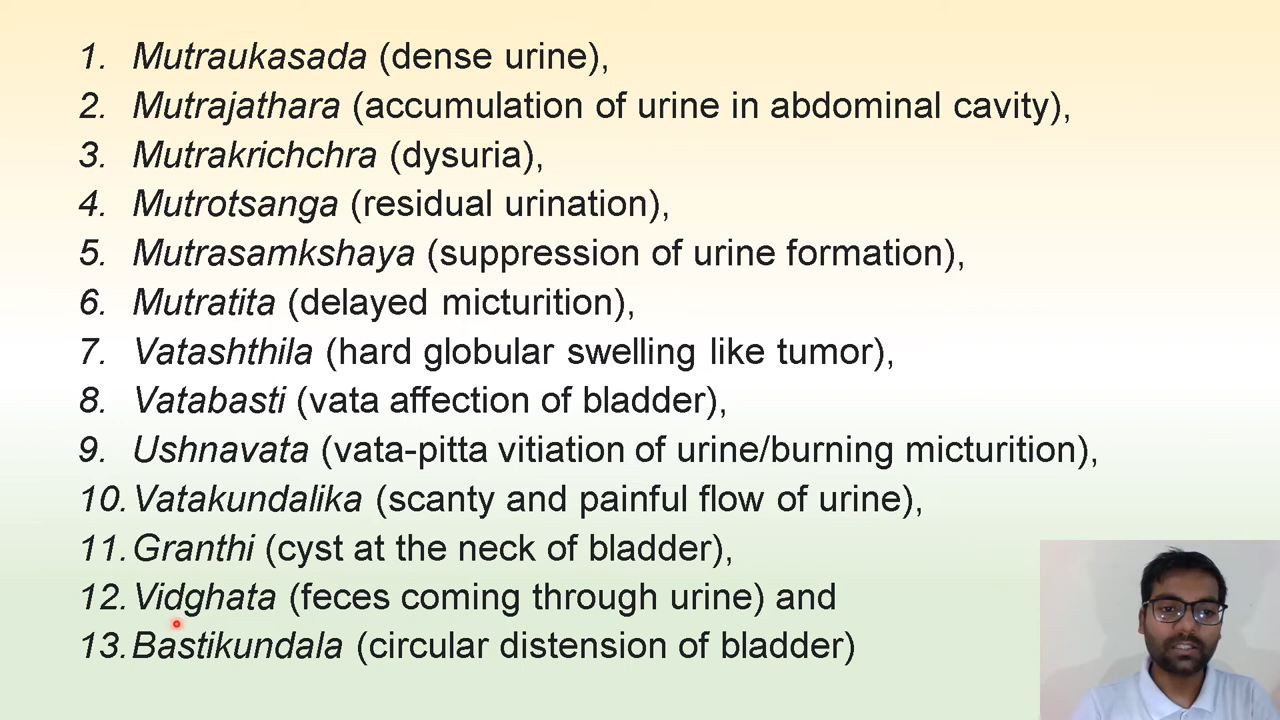 1. Mutraukasada (dense urine),
2. Mutrajathara (accumulation of urine in abdominal cavity),
3. Mutrakrichchra (dysuria),
4. Mutrotsanga (residual urination),
5. Mutrasamkshaya (suppression of urine formation),
6. Mutratita (delayed micturition),
7. Vatashthila (hard globular swelling like tumor),
8. Vatabasti (vata affection of bladder),
9. Ushnavata (vata-pitta vitiation of urine/burning micturition),
10. Vatakundalika (scanty and painful flow of urine),
11. Granthi (cyst at the neck of bladder),
12. Vidghata (feces coming through urine) and
13. Bastikundala (circular distension of bladder)